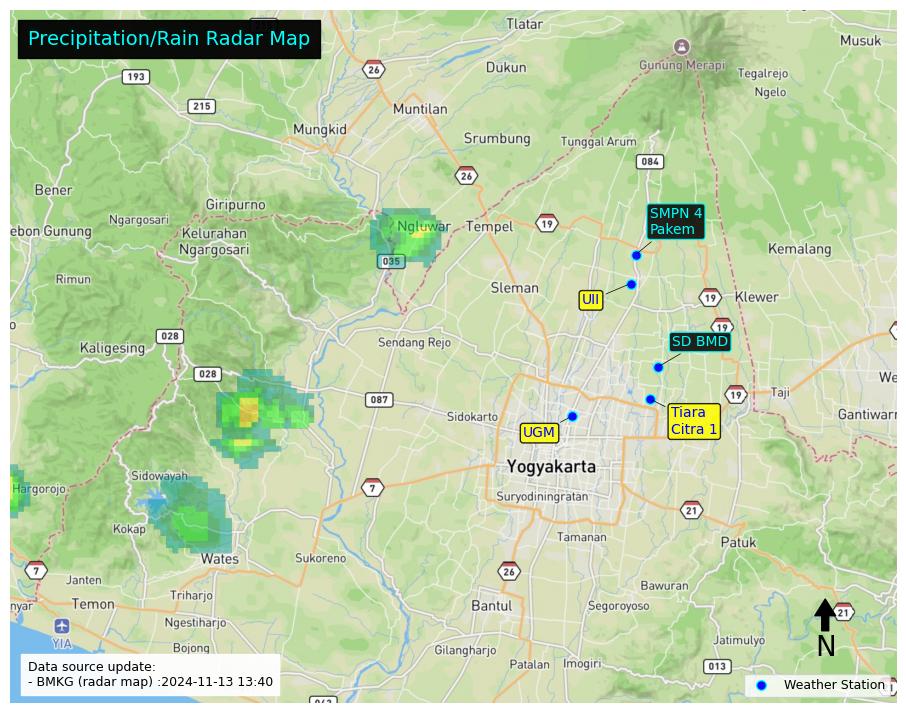 Precipitation/Rain Radar Map
Tlatar
Musuk
26
Gunung Merapi
193
Dukun
Tegalrejo
Ngelo
215
Muntilan
Mungkid
Srumbung
Tunggal Arum
084
26
Bener
Giripurno
Ngargosari
SMPN 4
Pakem
ebon Gunung
Kelurahan
Ngargosari
Ngluwar
Tempel
19
Kemalang
035
Rimun
Sleman
UII
19
Klewer
028
19
Kaligesing
Sendang Rejo
SD BMD
028
087
19
Taji
We
Sidokarto
Tiara
Citra 1
Gantiwarn
UGM
Yogyakarta
Sidowayah
Hargorojo
7
Suryodiningratan
21
Kokap
Tamanan
Patuk
Wates
Sukoreno
7
26
Janten
Bawuran
Temon
Triharjo
nyar
Bantul
Segoroyoso
21
Ngestiharjo
YIA
N
Bojong
Gilangharjo
Jatimulyo
Patalan
Imogiri
013
Data source update:
- BMKG (radar map) :2024-11-13 13:40
Weather Station